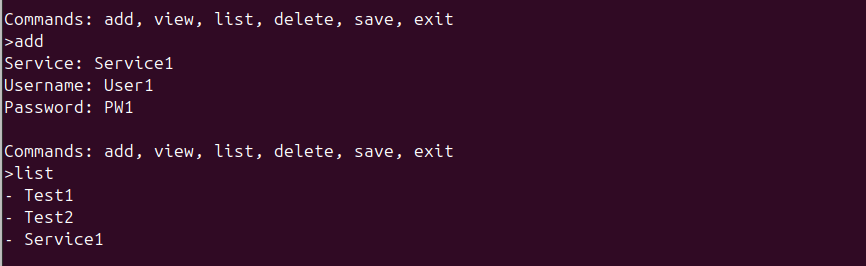 Commands: add, view, list, delete, save, exit
>add
Service: Service1
Username: User1
Password: PW1
Commands: add, view, list, delete, save, exit
>list
- Test1
- Test2
- Service1